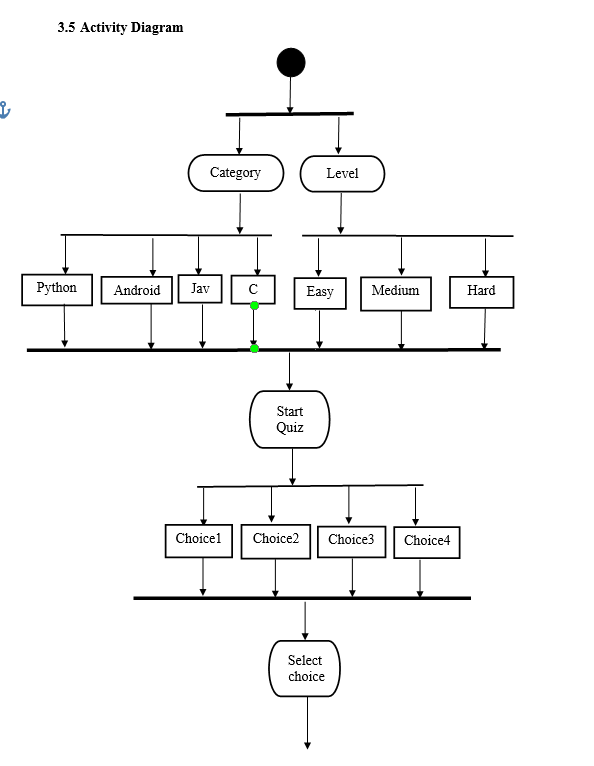 3.5 Activity Diagram
Category
Level
Python
Android
Jav
C
Easy
Medium
Hard
Start
Quiz
Choice1
Choice2
Choice3
Choice4
Select
choice